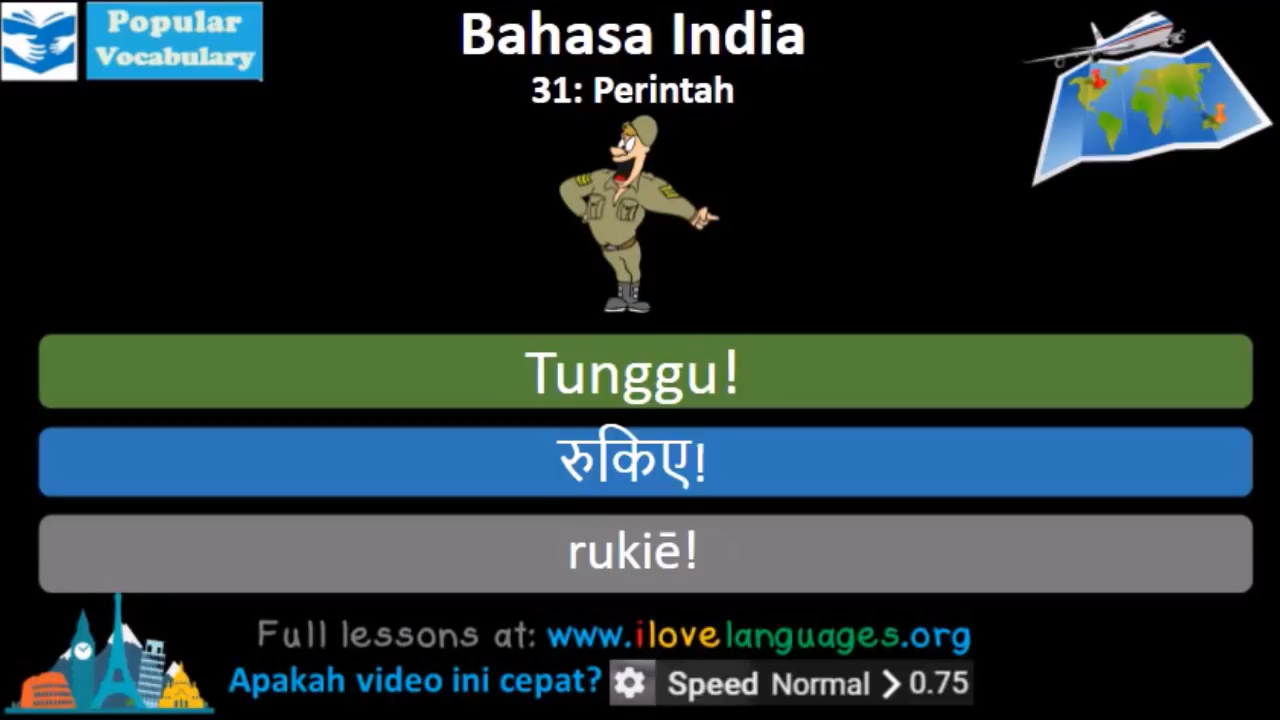 Popular
Vocabulary
Bahasa India
31: Perintah
Tunggu!
रुकिए!
rukiē!
Full lessons at: www.ilovelanguages.org
Apakah video ini cepat? Speed Normal > 0.75